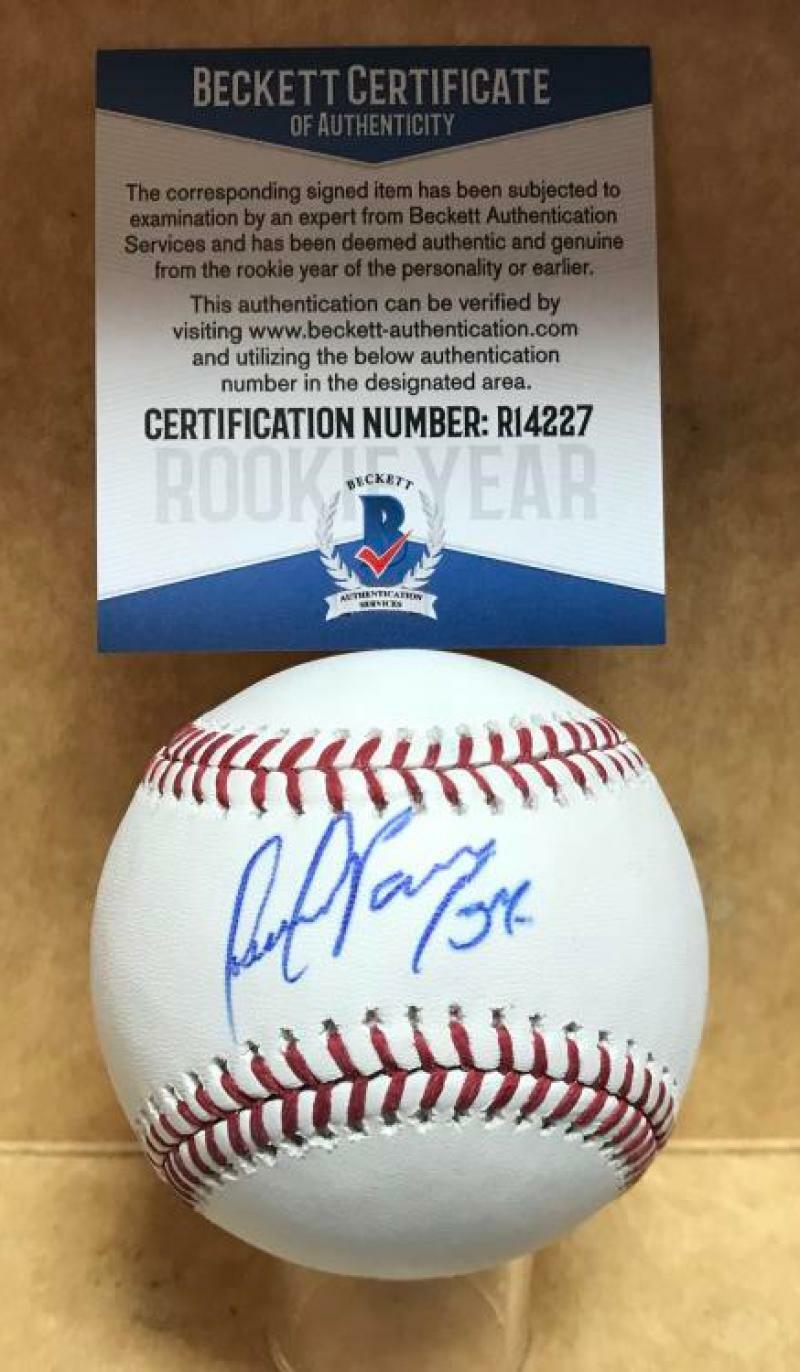 BECKETT CERTIFICATE
OF AUTHENTICITY
The corresponding signed item has been subjected to
examination by an expert from Beckett Authentication
Services and has been deemed authentic and genuine
from the rookie year of the personality or earlier.
This authentication can be verified by
visiting www.beckett-authentication.com
and utilizing the below authentication
number in the designated area.
CERTIFICATION NUMBER: R14227
ROOKIE YEAR
BECKETT
B
AUTHENTICATION
SERVICES